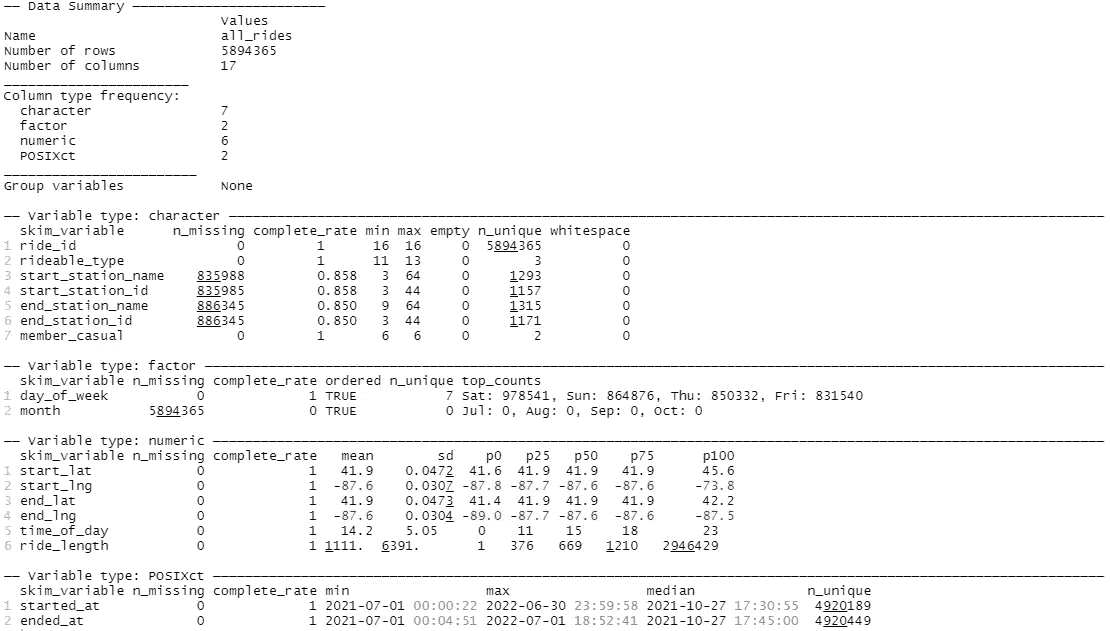 ── Data Summary ────────────────────────
                           Values
Name                       all_rides
Number of rows             5894365
Number of columns          17
_______________________
Column type frequency:
  character                7
  factor                   2
  numeric                  6
  POSIXct                  2
________________________
Group variables            None
── Variable type: character ──────────
  skim_variable      n_missing complete_rate min max empty n_unique whitespace
1 ride_id                    0         1      16  16     0  5894365          0
2 rideable_type              0         1      11  13     0        3          0
3 start_station_name    835988         0.858   3  64     0     1293          0
4 start_station_id      835985         0.858   3  44     0     1157          0
5 end_station_name      886345         0.850   9  64     0     1315          0
6 end_station_id        886345         0.850   3  44     0     1171          0
7 member_casual              0         1       6   6     0        2          0
── Variable type: factor ──────────
  skim_variable n_missing complete_rate ordered n_unique top_counts
1 day_of_week           0             1 TRUE           7 Sat: 978541, Sun: 864876, Thu: 850332, Fri: 831540
2 month           5894365             0 TRUE           0 Jul: 0, Aug: 0, Sep: 0, Oct: 0
── Variable type: numeric ──────────
  skim_variable n_missing complete_rate   mean        sd    p0   p25   p50   p75      p100
1 start_lat             0             1   41.9    0.0472  41.6  41.9  41.9  41.9      45.6
2 start_lng             0             1  -87.6    0.0307 -87.8 -87.7 -87.6 -87.6     -73.8
3 end_lat               0             1   41.9    0.0473  41.4  41.9  41.9  41.9      42.2
4 end_lng               0             1  -87.6    0.0304 -89.0 -87.7 -87.6 -87.6     -87.5
5 time_of_day           0             1   14.2    5.05     0    11    15    18        23
6 ride_length           0             1 1111.  6391.       1   376   669  1210   2946429
── Variable type: POSIXct ──────────
  skim_variable n_missing complete_rate min                 max                 median              n_unique
1 started_at            0             1 2021-07-01 00:00:22 2022-06-30 23:59:58 2021-10-27 17:30:55  4920189
2 ended_at              0             1 2021-07-01 00:04:51 2022-07-01 18:52:41 2021-10-27 17:45:00  4920449